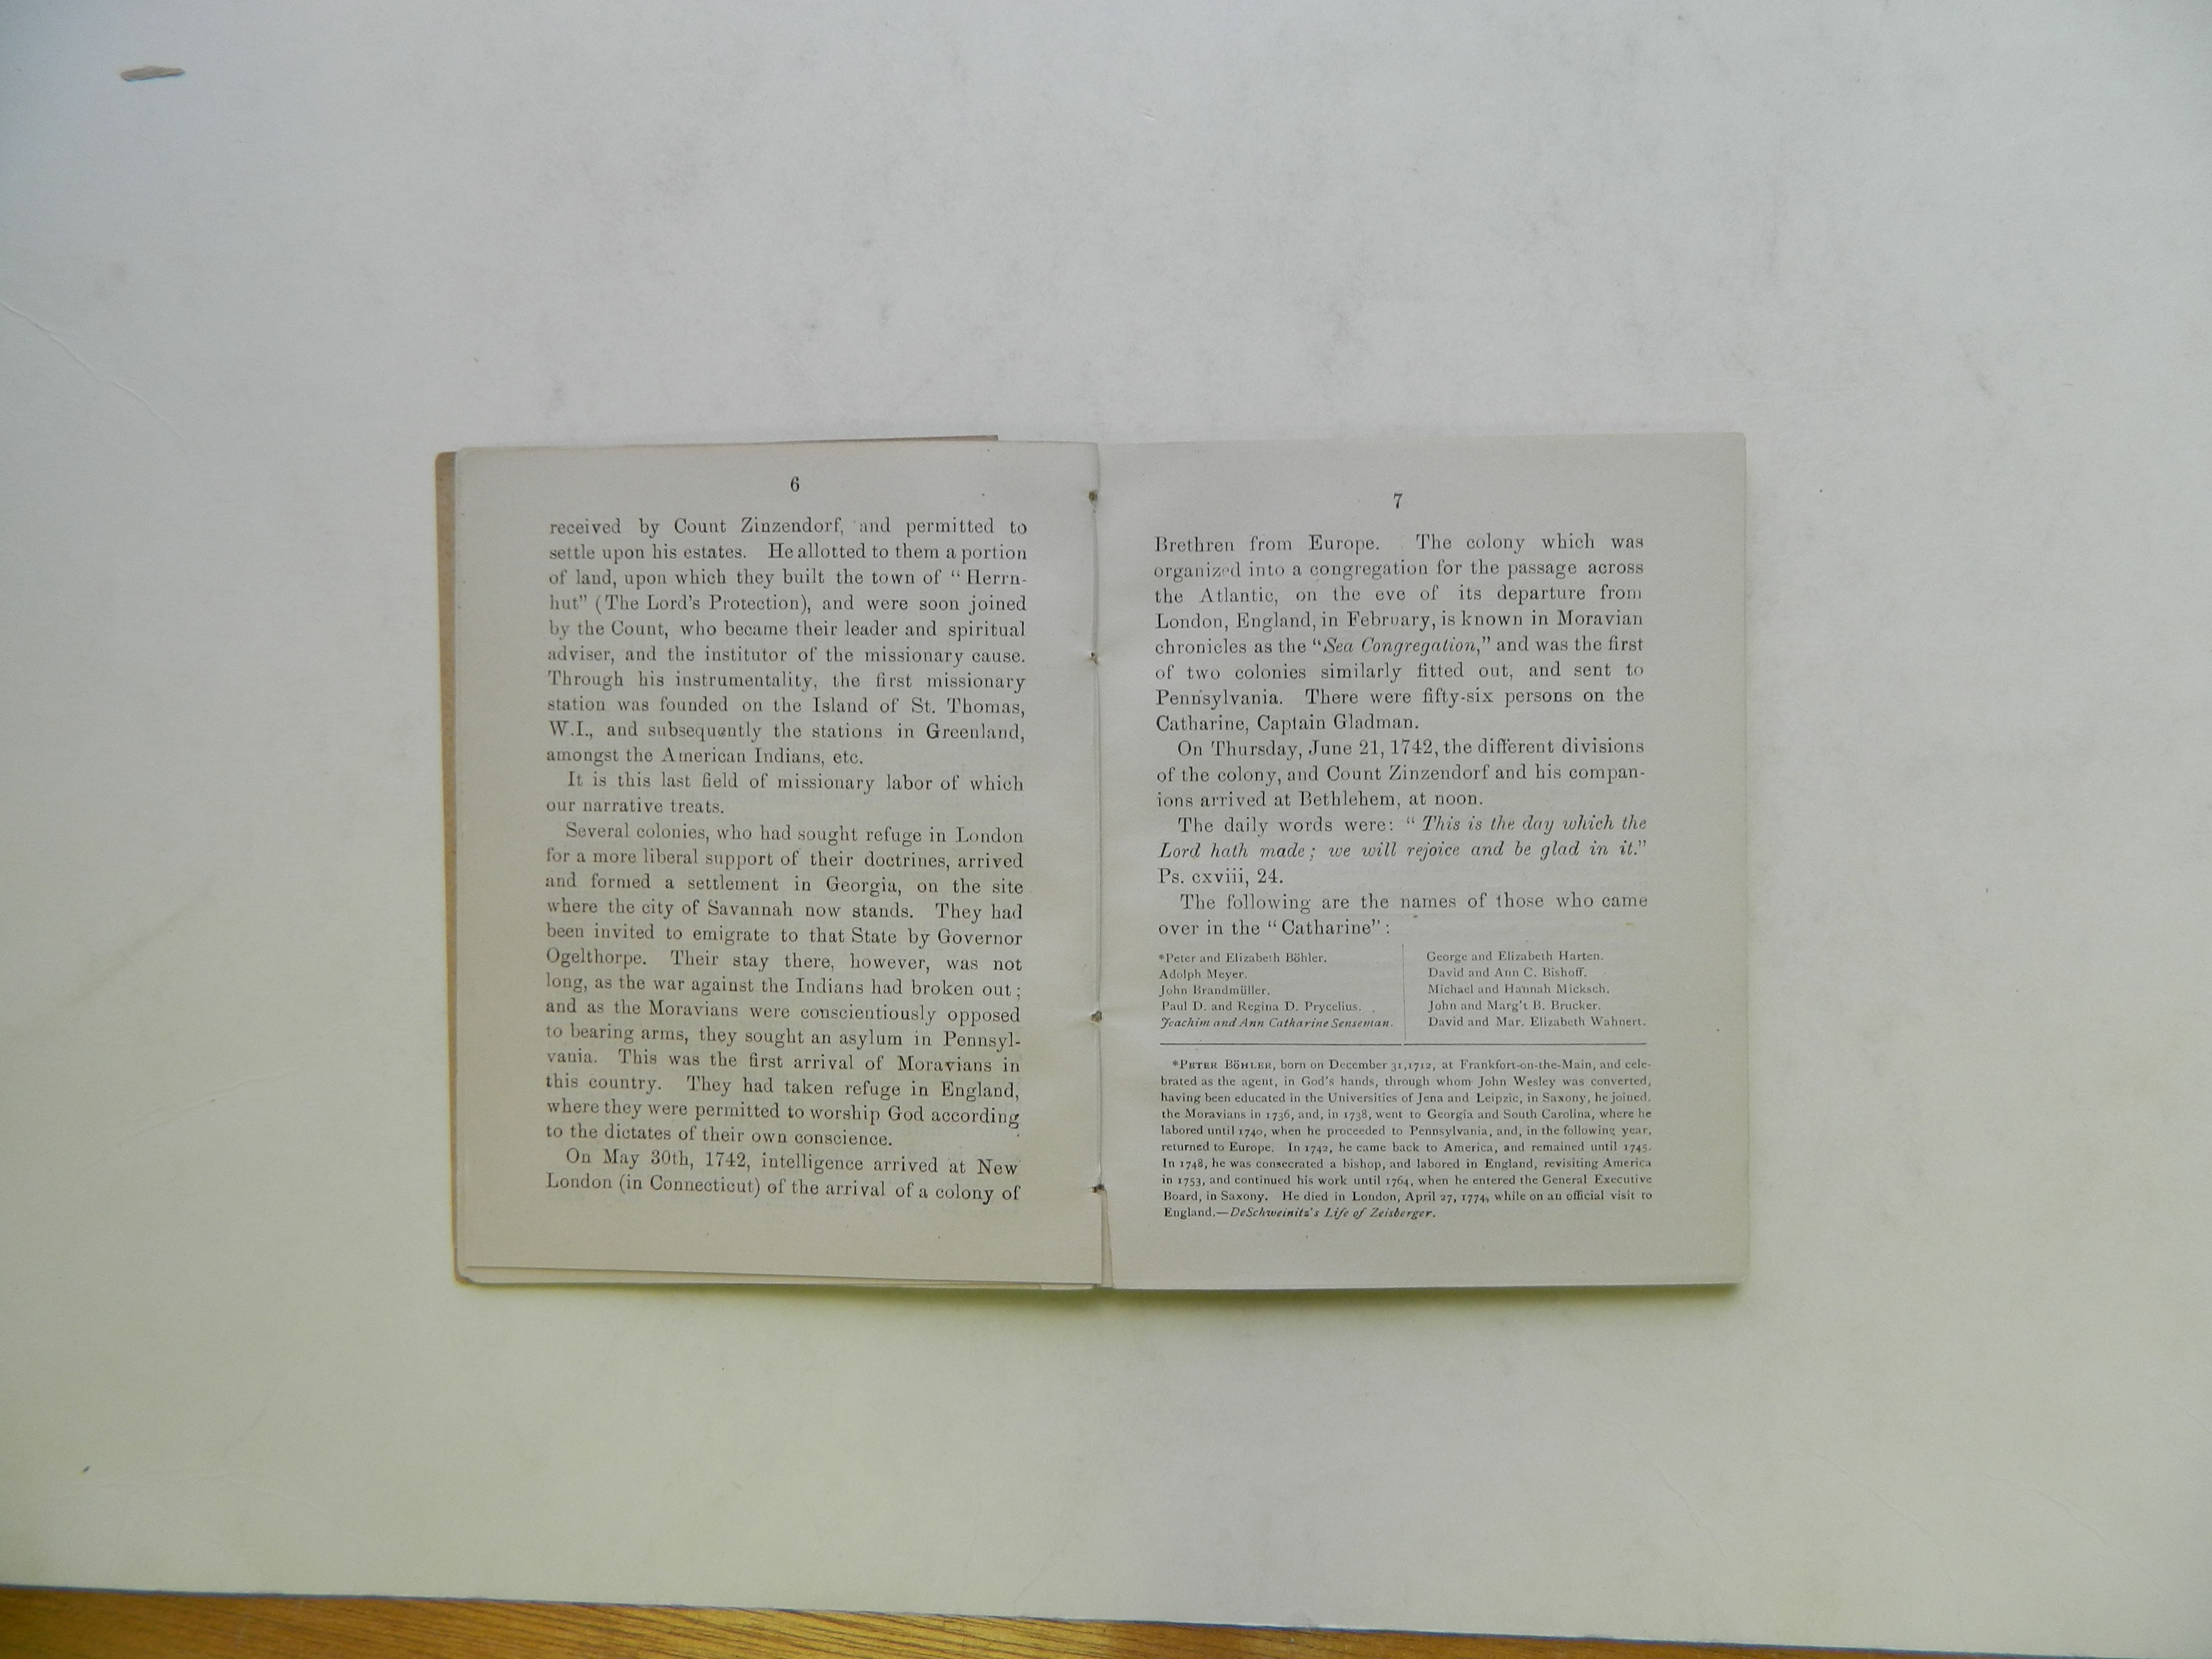 6
received by Count Zinzendorf, and permitted to
settle upon his estates. He allotted to them a portion
of land, upon which they built the town of “ Herrn-
hut” (The Lord’s Protection), and were soon joined
by the Count, who became their leader and spiritual
adviser, and the institutor of the missionary cause.
Through his instrumentality, the first missionary
station was founded on the Island of St. Thomas,
W.I., and subsequently the stations in Greenland,
amongst the American Indians, etc.
It is this last field of missionary labor of which
our narrative treats.
Several colonies, who had sought refuge in London
for a more liberal support of their doctrines, arrived
and formed a settlement in Georgia, on the site
where the city of Savannah now stands. They had
been invited to emigrate to that State by Governor
Ogelthorpe. Their stay there, however, was not
long, as the war against the Indians had broken out ;
and as the Moravians were conscientiously opposed
to bearing arms, they sought an asylum in Pennsyl-
vania. This was the first arrival of Moravians in
this country. They had taken refuge in England,
where they were permitted to worship God according
to the dictates of their own conscience.
On May 30th, 1742, intelligence arrived at New
London (in Connecticut) of the arrival of a colony of
7
Brethren from Europe. The colony which was
organized into a congregation for the passage across
the Atlantic, on the eve of its departure from
London, England, in February, is known in Moravian
chronicles as the “Sea Congregation,” and was the first
of two colonies similarly fitted out, and sent to
Pennsylvania. There were fifty-six persons on the
Catharine, Captain Gladman.
On Thursday, June 21, 1742, the different divisions
of the colony, and Count Zinzendorf and his compan-
ions arrived at Bethlehem, at noon.
The daily words were: “ This is the day which the
Lord hath made ; we will rejoice and be glad in it.”
Ps. cxviii, 24.
The following are the names of those who came
over in the “ Catharine” :
*Peter and Elizabeth Böhler.
Adolph Meyer.
John Brandmüller.
Paul D. and Regina D. Prycelius.
Joachim and Ann Catharine Senseman.
George and Elizabeth Harten.
David and Ann C. Bishoff.
Michael and Hannah Micksch.
John and Marg’t B. Brucker.
David and Mar. Elizabeth Wahnert.
*PETER BÖHLER, born on December 31,1712, at Frankfort-on-the-Main, and cele-
brated as the agent, in God’s hands, through whom John Wesley was converted,
having been educated in the Universities of Jena and Leipzic, in Saxony, he joined.
the Moravians in 1736, and, in 1738, went to Georgia and South Carolina, where he
labored until 1740, when he proceeded to Pennsylvania, and, in the following year,
returned to Europe. In 1742, he came back to America, and remained until 1745.
In 1748, he was consecrated a bishop, and labored in England, revisiting America
in 1753, and continued his work until 1764, when he entered the General Executive
Board, in Saxony. He died in London, April 27, 1774, while on an official visit to
England.—DeSchweinitz’s Life of Zeisberger.